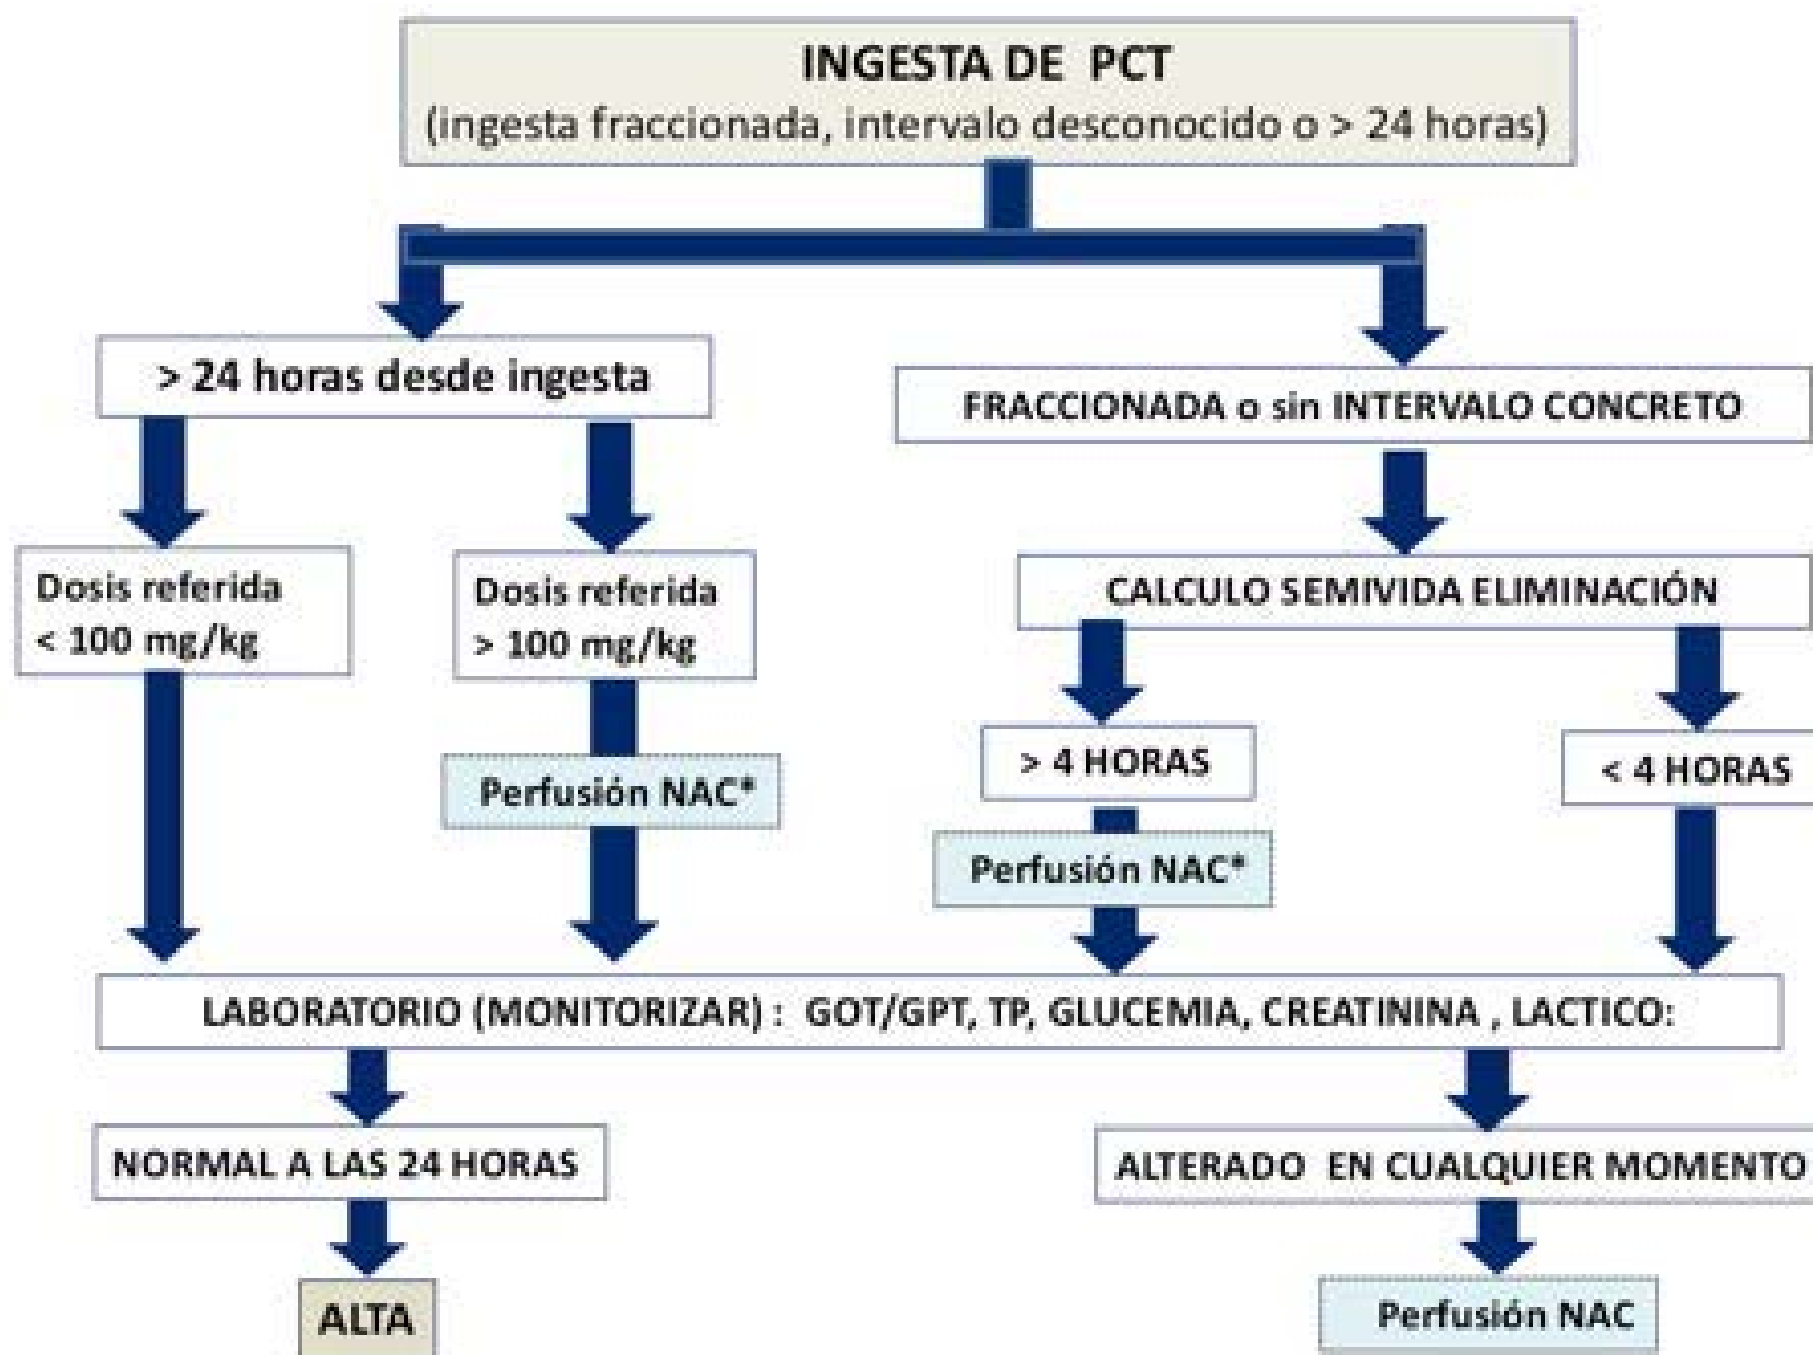 INGESTA DE PCT
(ingesta fraccionada, intervalo desconocido o > 24 horas)
> 24 horas desde ingesta
FRACCIONADA o sin INTERVALO CONCRETO
Dosis referida
< 100 mg/kg
Dosis referida
> 100 mg/kg
CALCULO SEMIVIDA ELIMINACIÓN
> 4 HORAS
< 4 HORAS
Perfusión NAC*
Perfusión NAC*
LABORATORIO (MONITORIZAR) : GOT/GPT, TP, GLUCEMIA, CREATININA , LACTICO:
NORMAL A LAS 24 HORAS
ALTERADO EN CUALQUIER MOMENTO
ALTA
Perfusión NAC